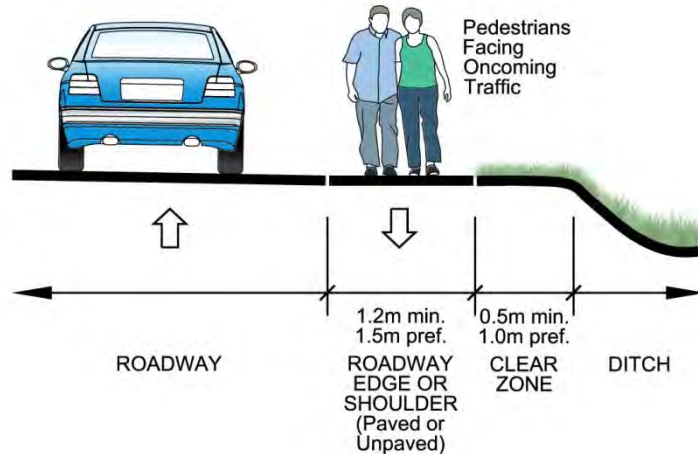 Pedestrians
Facing
Oncoming
Traffic
1.2m min.
1.5m pref.
0.5m min.
1.0m pref.
ROADWAY
ROADWAY
EDGE OR
SHOULDER
(Paved or
Unpaved)
CLEAR
ZONE
DITCH